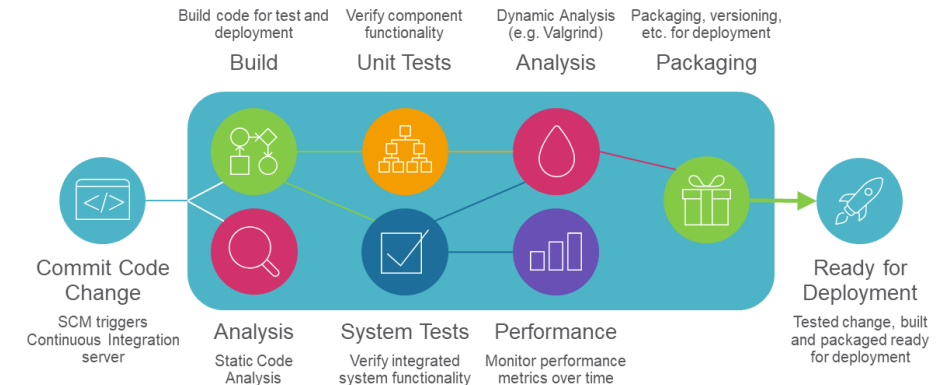 Build code for test and
deployment
Build
Verify component
functionality
Unit Tests
Dynamic Analysis
(e.g. Valgrind)
Analysis
Packaging, versioning,
etc. for deployment
Packaging
</>
Commit Code
Change
SCM triggers
Continuous Integration
server
Analysis
Static Code
Analysis
System Tests
Verify integrated
system functionality
Performance
Monitor performance
metrics over time
Ready for
Deployment
Tested change, built
and packaged ready
for deployment